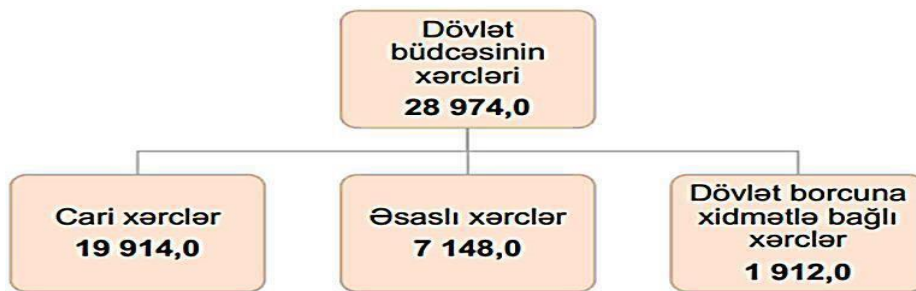 Dövlət
büdcəsinin
xərcləri
28 974,0
Cari xərclər
19 914,0
Əsaslı xərclər
7 148,0
Dövlət borcuna
xidmətlə bağlı
xərclər
1 912,0